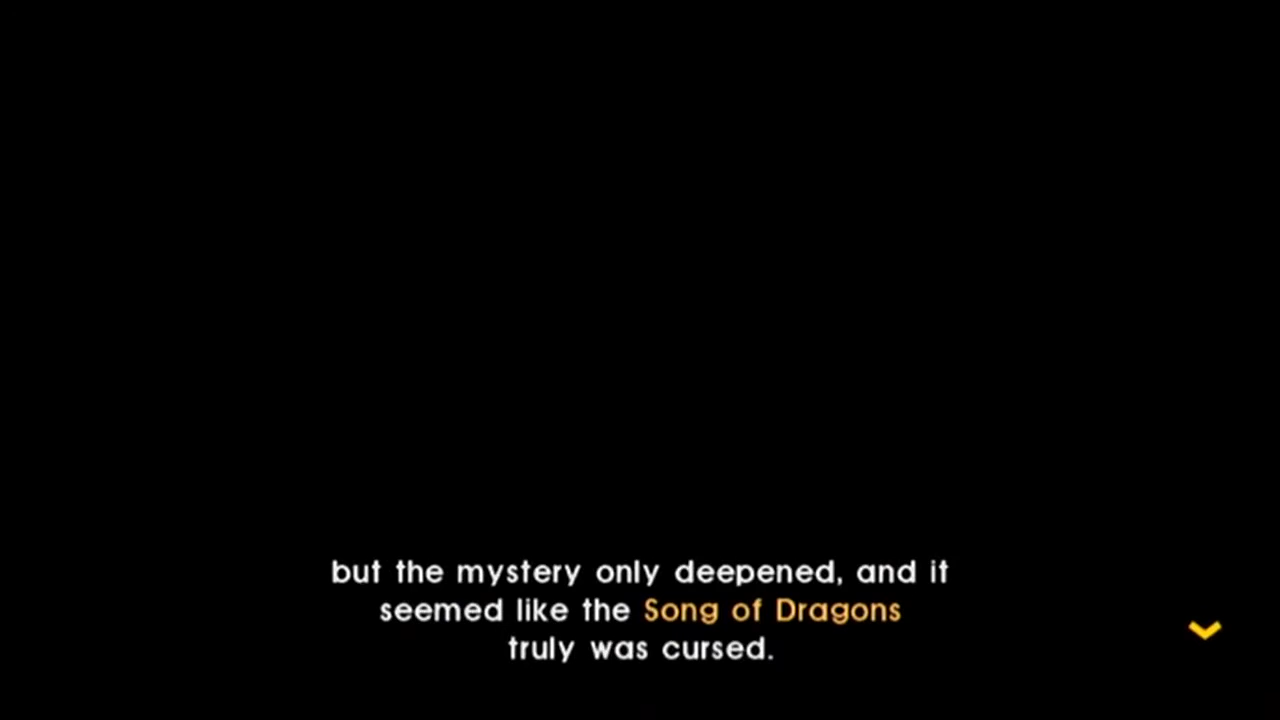 but the mystery only deepened, and it
seemed like the Song of Dragons
truly was cursed.